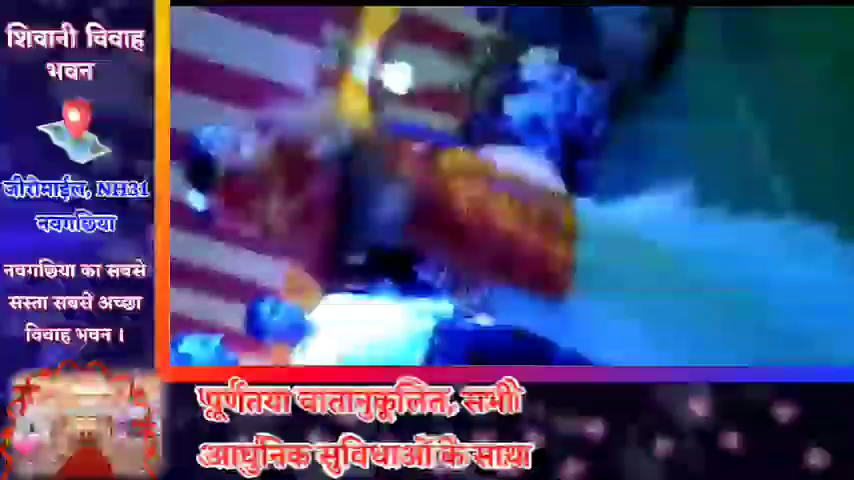 शिवानी विवाह
भवन
जीरोमाईल, NH31
नवगछिया
नवगछिया का सबसे
सस्ता सबसे अच्छा
विवाह भवन ।
पूर्णतया वातानुकूलित, सभी
आधुनिक सुविधाओं के साथ